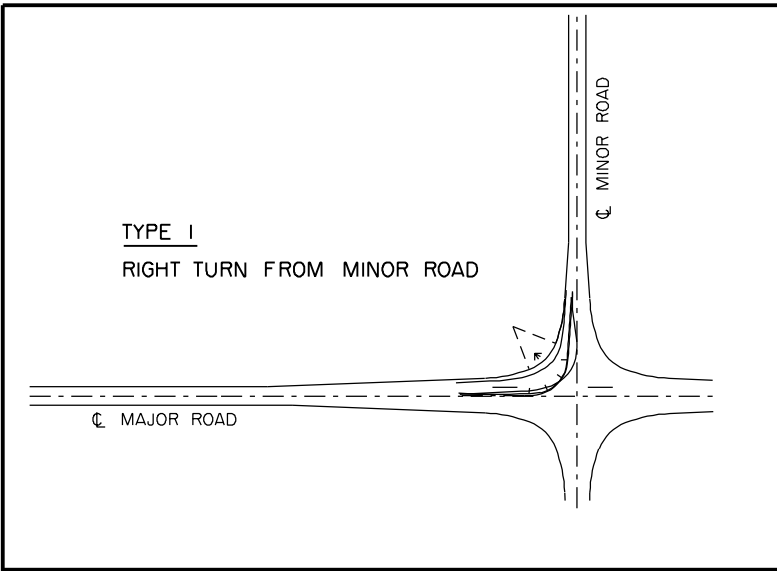 TYPE I
RIGHT TURN FROM MINOR ROAD
℄ MINOR ROAD
℄ MAJOR ROAD